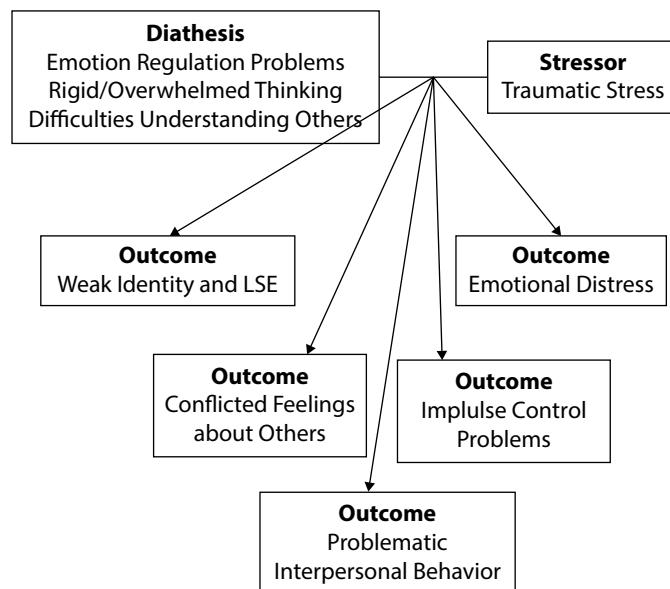 Diathesis
Emotion Regulation Problems
Rigid/Overwhelmed Thinking
Difficulties Understanding Others
Stressor
Traumatic Stress
Outcome
Weak Identity and LSE
Outcome
Emotional Distress
Outcome
Conflicted Feelings
about Others
Outcome
Implulse Control
Problems
Outcome
Problematic
Interpersonal Behavior